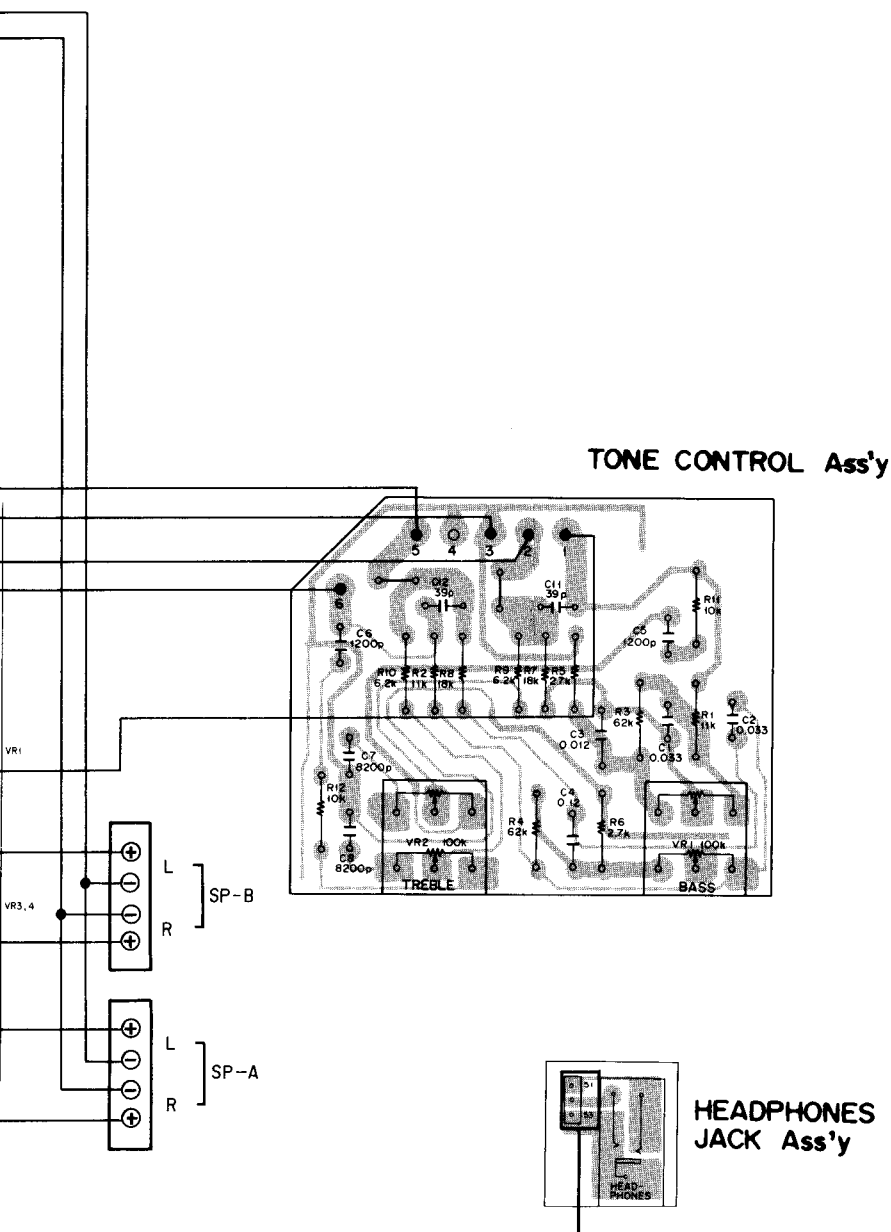 TONE CONTROL Ass'y
5 4 3 2 1
C12
39p
C11
39p
6
R11
10k
C6
1200p
C5
1200p
R10
6.2k
R2
11k
R8
18k
R9
6.2k
R7
18k
R5
2.7k
R3
62k
R1
11k
C2
0.033
C3
0.012
C1
0.033
VR1
C7
8200p
R12
10k
R4
62k
C4
0.12
R6
2.7k
VR2 100k
VR1 100k
C8
8200p
TREBLE
BASS
L
SP-B
VR3,4
R
L
SP-A
R
51
53
HEADPHONES
JACK Ass'y
HEAD-
PHONES